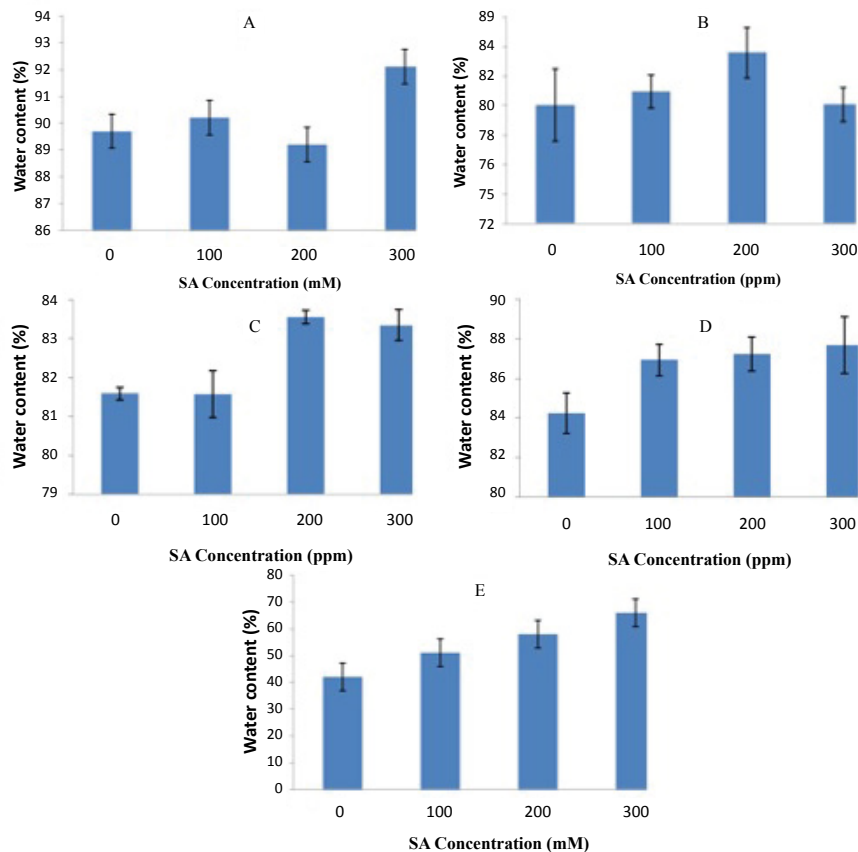 A
Water content (%)
94
93
92
91
90
89
88
87
86
0 100 200 300
SA Concentration (mM)
B
Water content (%)
89
84
82
80
78
76
75
72
0 100 200 300
SA Concentration (ppm)
C
Water content (%)
84
83
82
81
80
79
0 100 200 300
SA Concentration (ppm)
D
Water content (%)
90
88
86
84
82
80
0 100 200 300
SA Concentration (ppm)
E
Water content (%)
80
70
60
50
40
30
20
10
0
0 100 200 300
SA Concentration (mM)